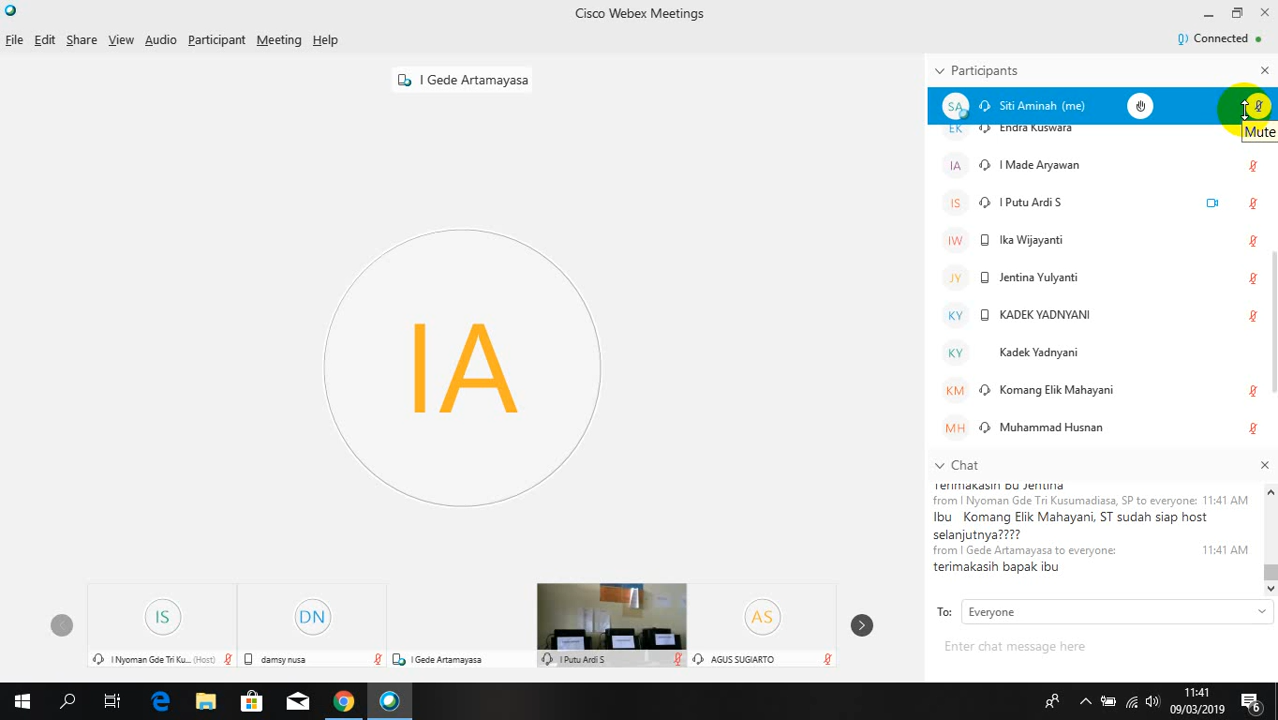 Cisco Webex Meetings
File Edit Share View Audio Participant Meeting Help
Connected
I Gede Artamayasa
IA
Participants
SA Siti Aminah (me)
Mute
EK Endra Kuswara
IA I Made Aryawan
IS I Putu Ardi S
IW Ika Wijayanti
JY Jentina Yulyanti
KY KADEK YADNYANI
KY Kadek Yadnyani
KM Komang Elik Mahayani
MH Muhammad Husnan
Chat
Terimakasih Bu Jentina
from I Nyoman Gde Tri Kusumadiasa, SP to everyone: 11:41 AM
Ibu Komang Elik Mahayani, ST sudah siap host
selanjutnya????
from I Gede Artamayasa to everyone: 11:41 AM
terimakasih bapak ibu
To: Everyone
Enter chat message here
IS
I Nyoman Gde Tri Ku... (Host)
DN
damsy nusa
I Gede Artamayasa
I Putu Ardi S
AS
AGUS SUGIARTO
11:41
09/03/2019
6